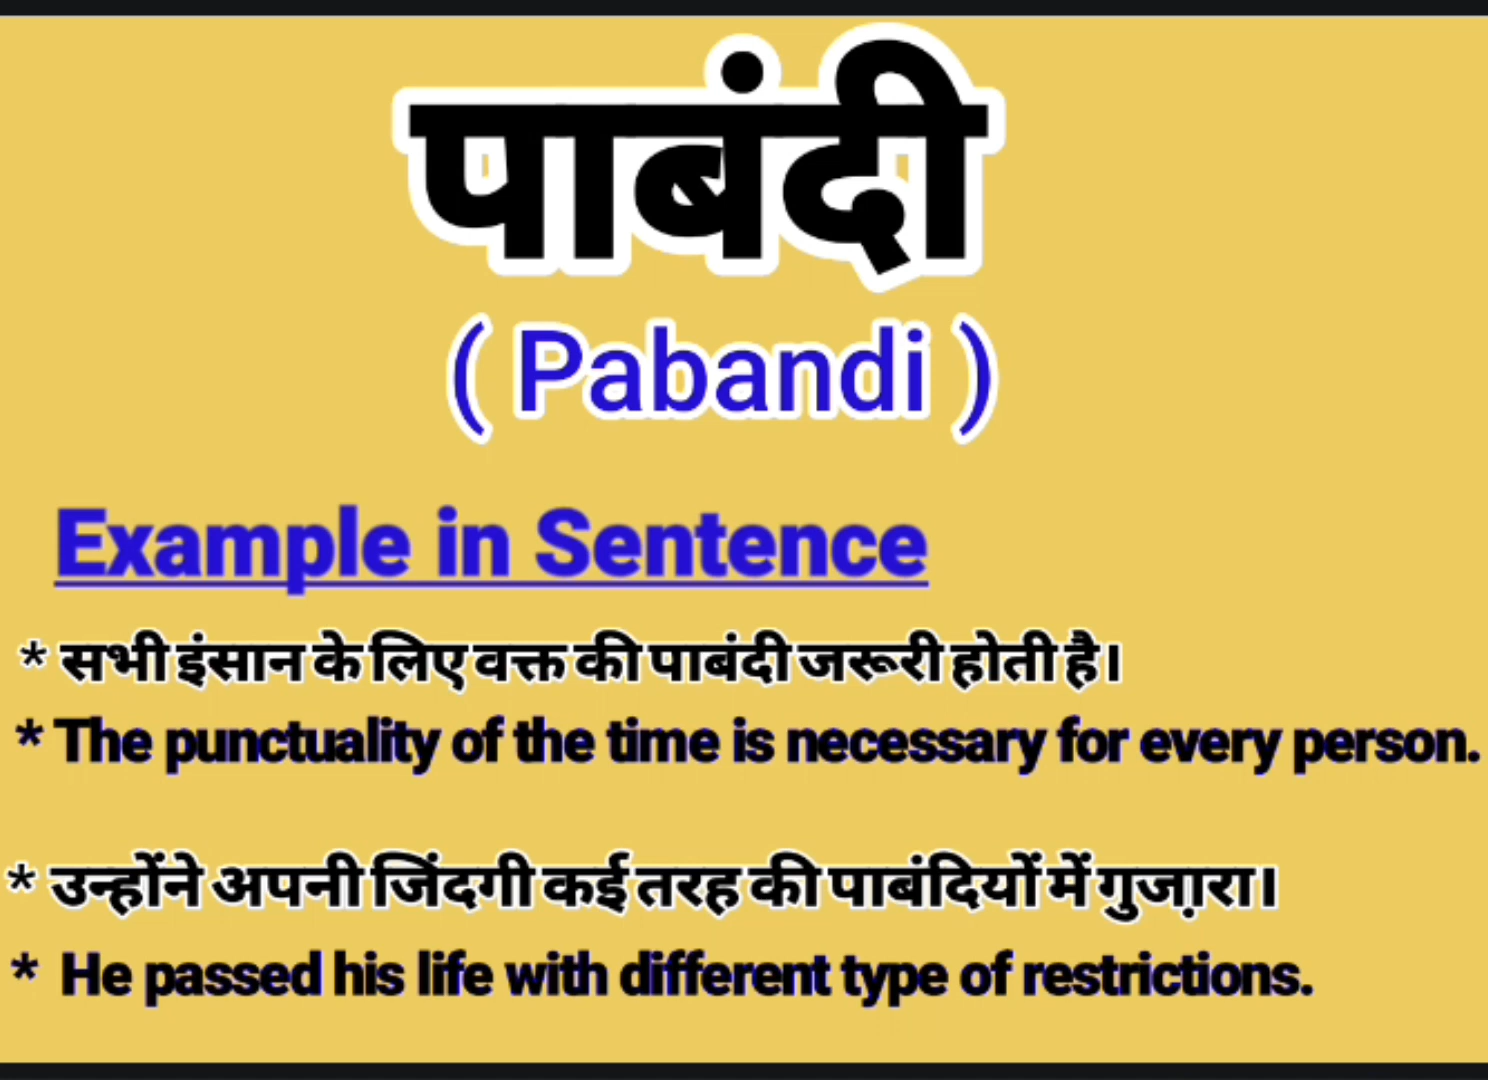 पाबंदी
( Pabandi )
Example in Sentence
* सभी इंसान के लिए वक्त की पाबंदी जरूरी होती है।
* The punctuality of the time is necessary for every person.
* उन्होंने अपनी जिंदगी कई तरह की पाबंदियों में गुजा़रा।
* He passed his life with different type of restrictions.